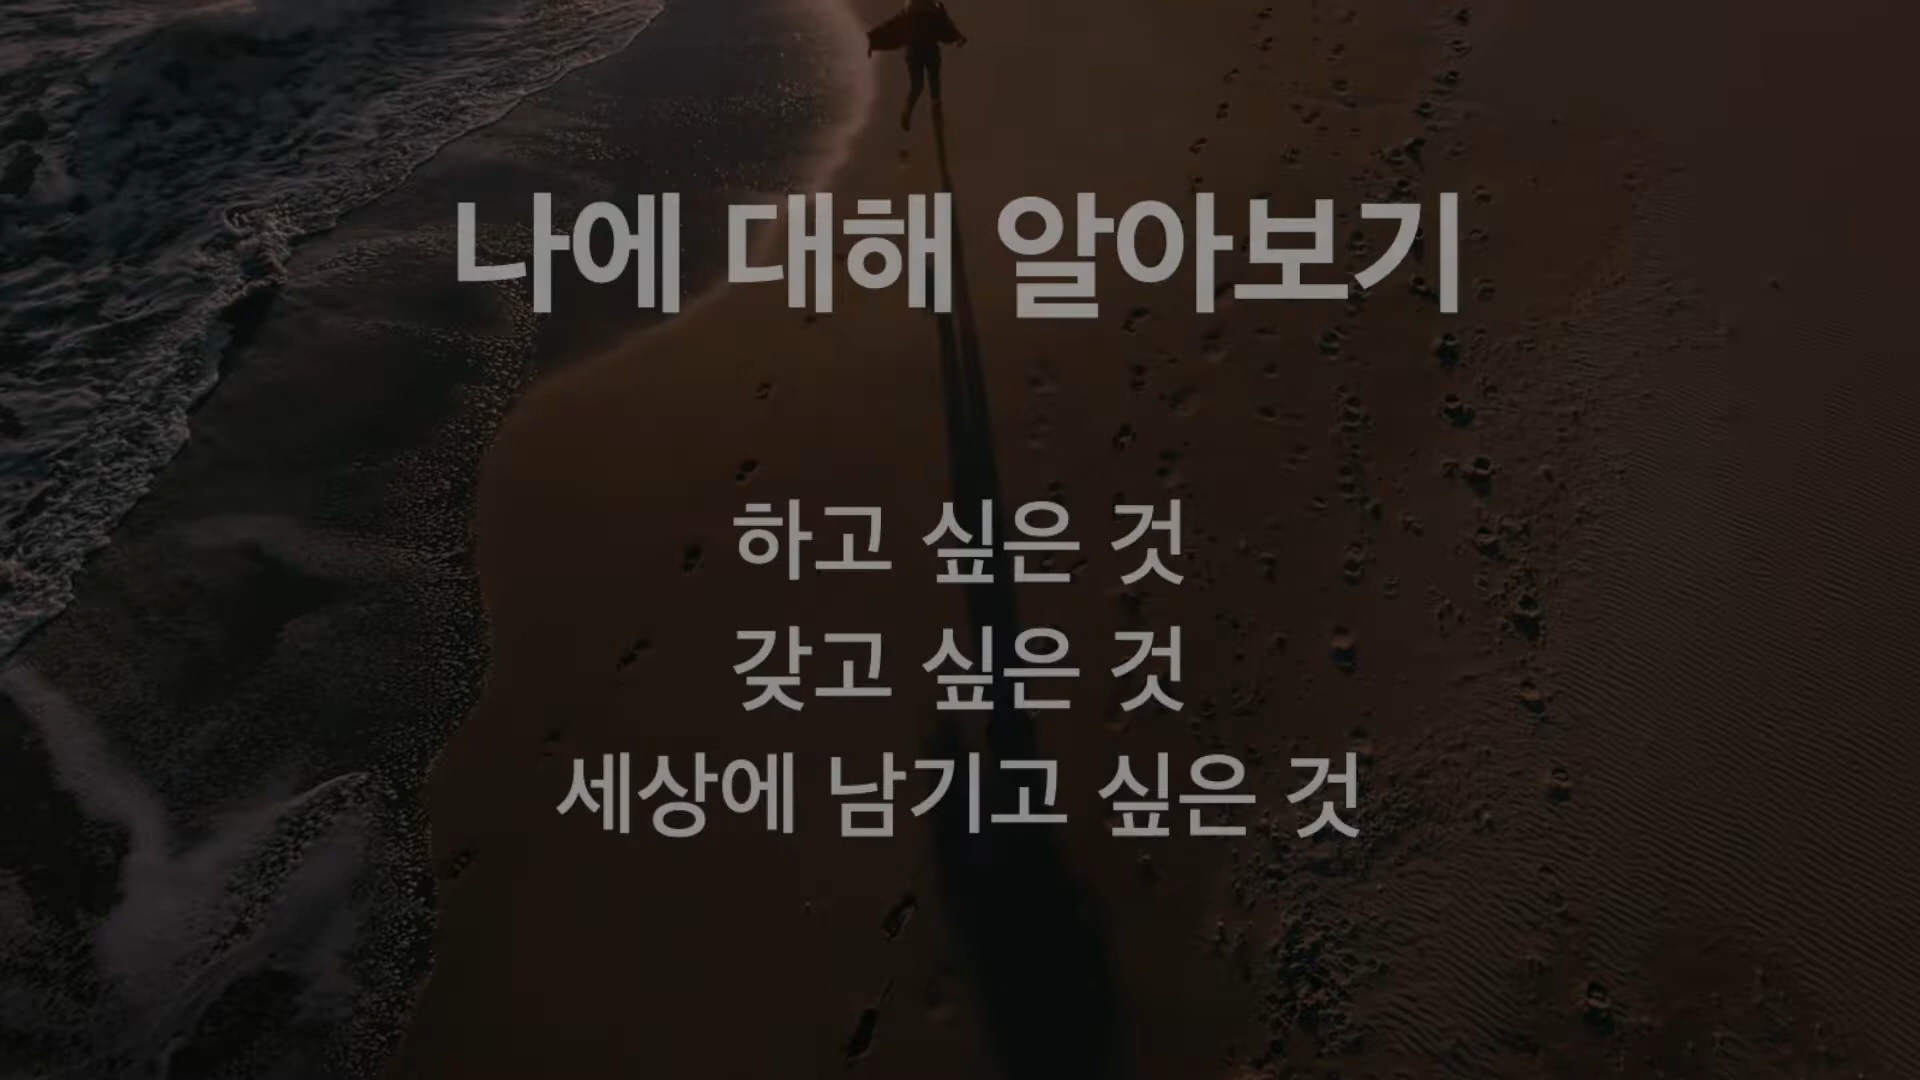 나에 대해 알아보기
하고 싶은 것
갖고 싶은 것
세상에 남기고 싶은 것